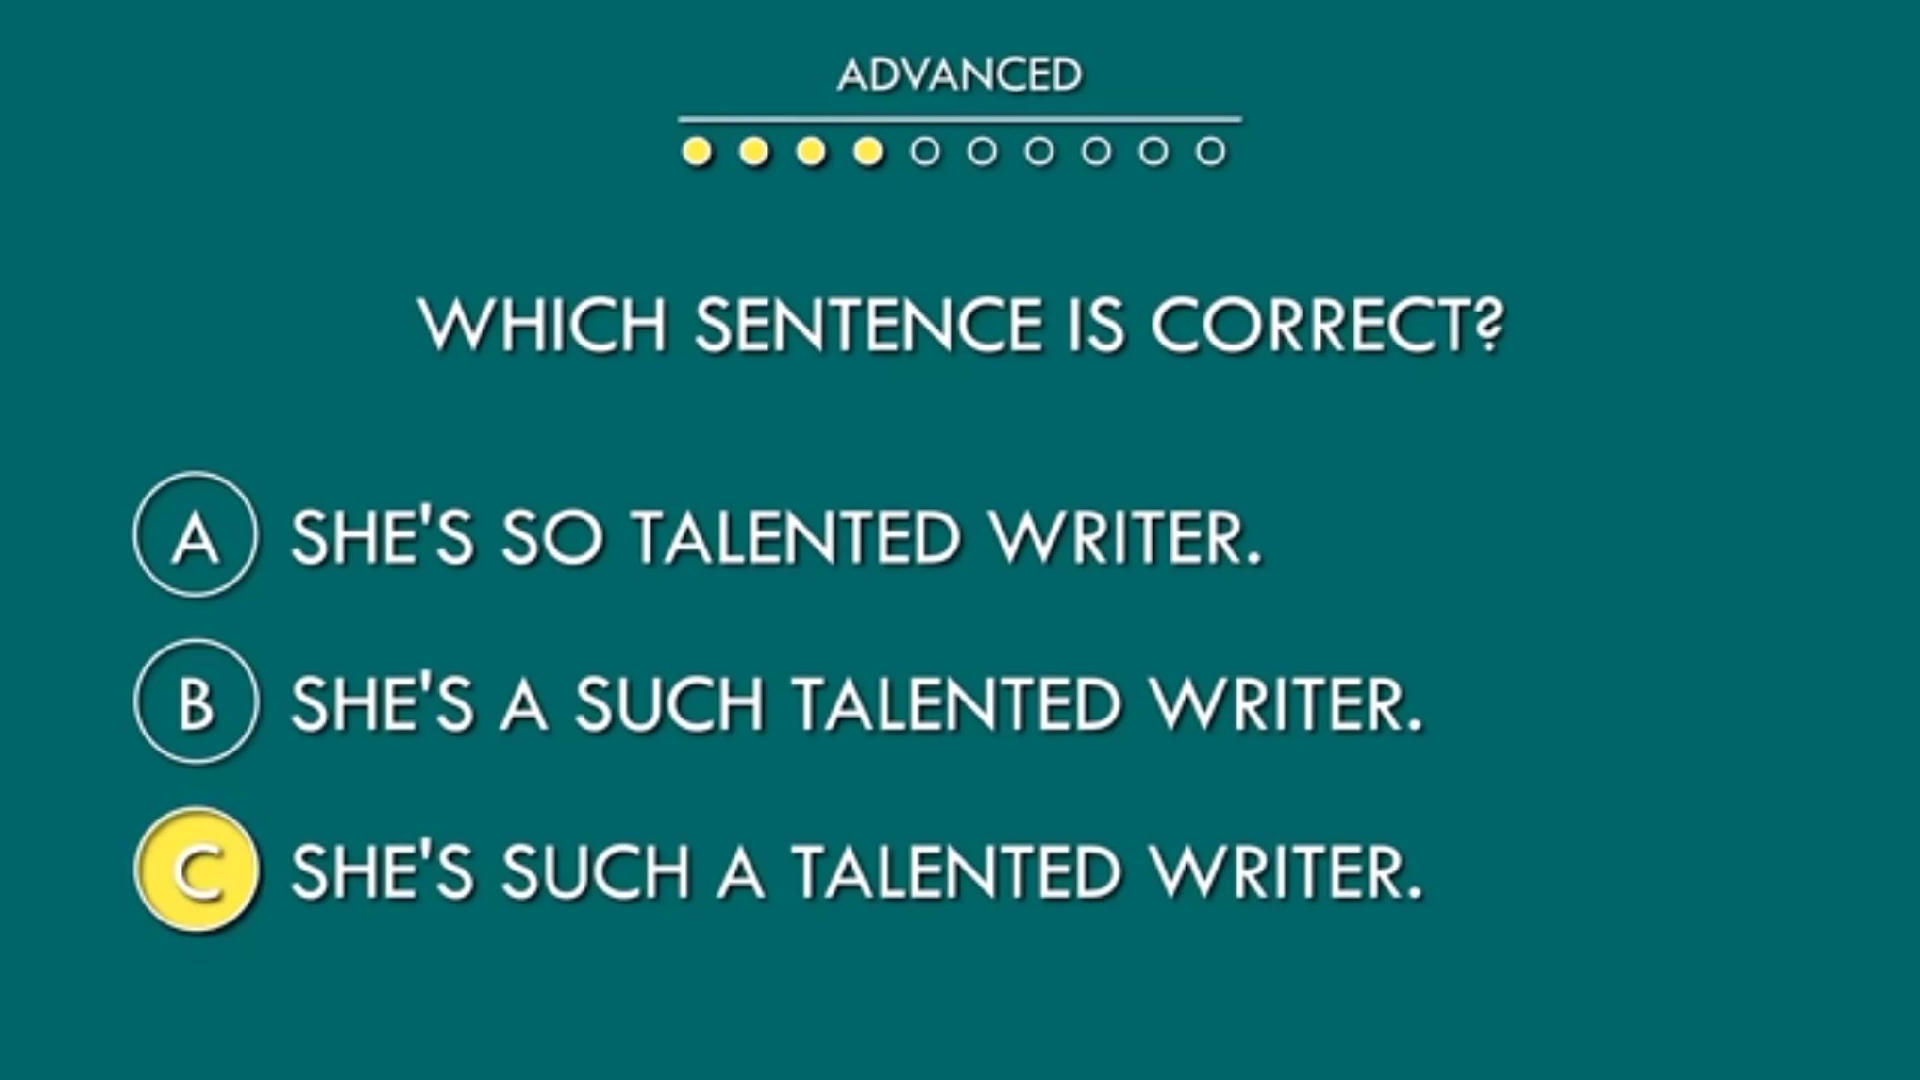 ADVANCED
WHICH SENTENCE IS CORRECT?
A SHE'S SO TALENTED WRITER.
B SHE'S A SUCH TALENTED WRITER.
C SHE'S SUCH A TALENTED WRITER.